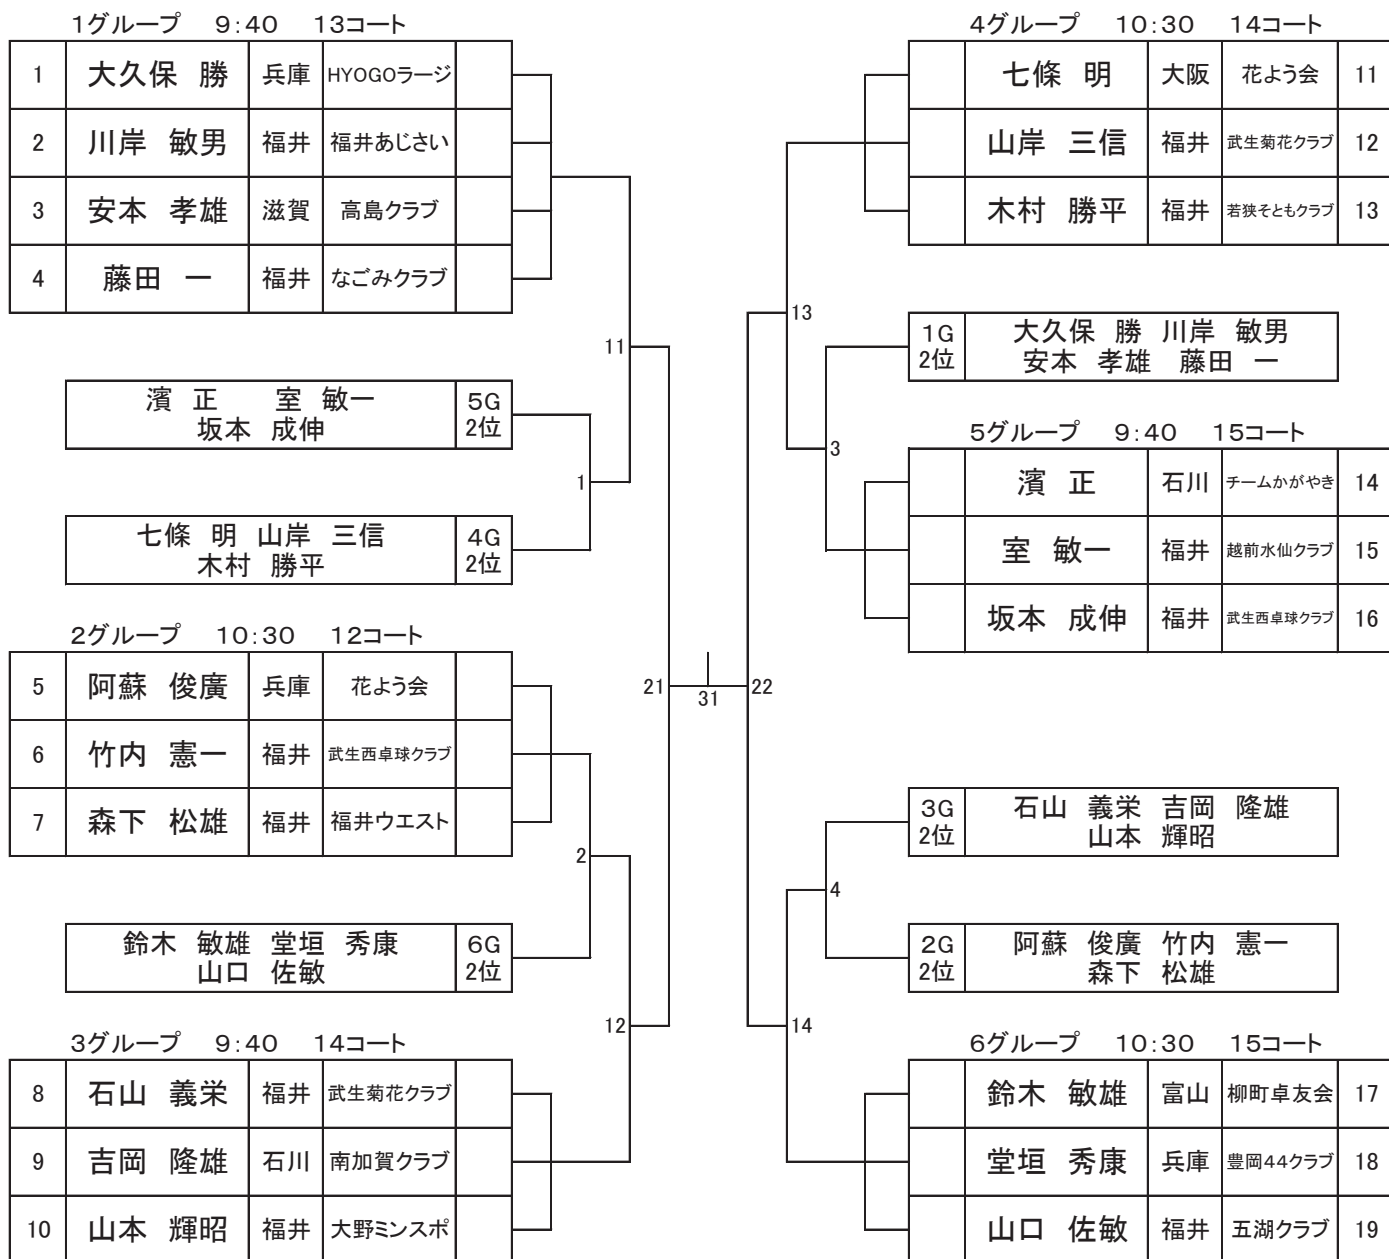 1グループ 9:40 13コート
1 大久保 勝 兵庫 HYOGOラージ
2 川岸 敏男 福井 福井あじさい
3 安本 孝雄 滋賀 高島クラブ
4 藤田 一 福井 なごみクラブ
11
濱 正 室 敏一
坂本 成伸
5G
2位
1
七條 明 山岸 三信
木村 勝平
4G
2位
2グループ 10:30 12コート
5 阿蘇 俊廣 兵庫 花よう会
6 竹内 憲一 福井 武生西卓球クラブ
7 森下 松雄 福井 福井ウエスト
2
鈴木 敏雄 堂垣 秀康
山口 佐敏
6G
2位
12
3グループ 9:40 14コート
8 石山 義栄 福井 武生菊花クラブ
9 吉岡 隆雄 石川 南加賀クラブ
10 山本 輝昭 福井 大野ミンスポ
21
31
22
4グループ 10:30 14コート
七條 明 大阪 花よう会 11
山岸 三信 福井 武生菊花クラブ 12
木村 勝平 福井 若狭そともクラブ 13
13
1G
2位
大久保 勝 川岸 敏男
安本 孝雄 藤田 一
3
5グループ 9:40 15コート
濱 正 石川 チームかがやき 14
室 敏一 福井 越前水仙クラブ 15
坂本 成伸 福井 武生西卓球クラブ 16
3G
2位
石山 義栄 吉岡 隆雄
山本 輝昭
4
2G
2位
阿蘇 俊廣 竹内 憲一
森下 松雄
14
6グループ 10:30 15コート
鈴木 敏雄 富山 柳町卓友会 17
堂垣 秀康 兵庫 豊岡44クラブ 18
山口 佐敏 福井 五湖クラブ 19